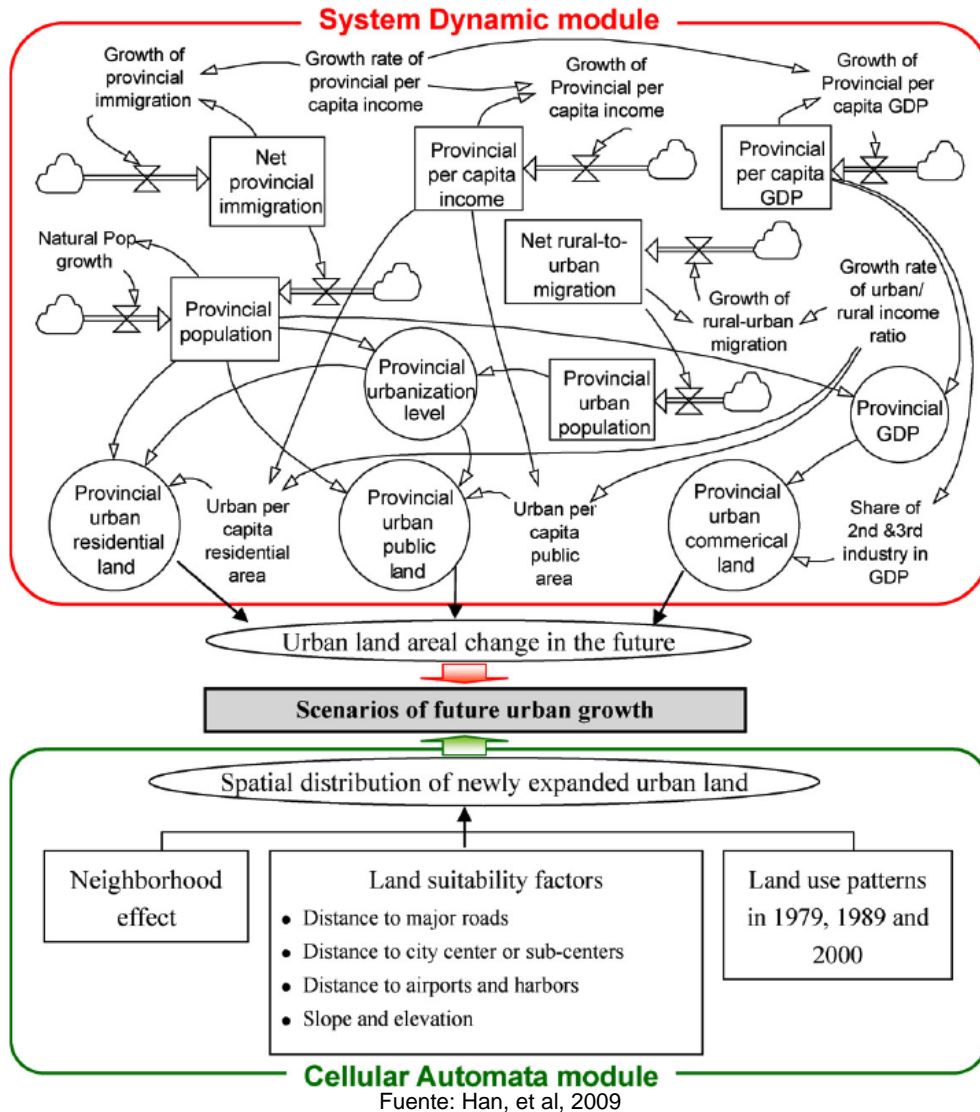 System Dynamic module
Growth of
provincial
immigration
Growth rate of
provincial per
capita income
Growth of
Provincial per
capita income
Growth of
Provincial per
capita GDP
Net
provincial
immigration
Provincial
per capita
income
Provincial
per capita
GDP
Natural Pop
growth
Net rural-to-
urban
migration
Provincial
population
Growth of
rural-urban
migration
Growth rate
of urban/
rural income
ratio
Provincial
urbanization
level
Provincial
urban
population
Provincial
GDP
Provincial
urban
residential
land
Urban per
capita
residential
area
Provincial
urban
public
land
Urban per
capita
public
area
Provincial
urban
commerical
land
Share of
2nd &3rd
industry in
GDP
Urban land areal change in the future
Scenarios of future urban growth
Spatial distribution of newly expanded urban land
Neighborhood
effect
Land suitability factors
• Distance to major roads
• Distance to city center or sub-centers
• Distance to airports and harbors
• Slope and elevation
Land use patterns
in 1979, 1989 and
2000
Cellular Automata module
Fuente: Han, et al, 2009